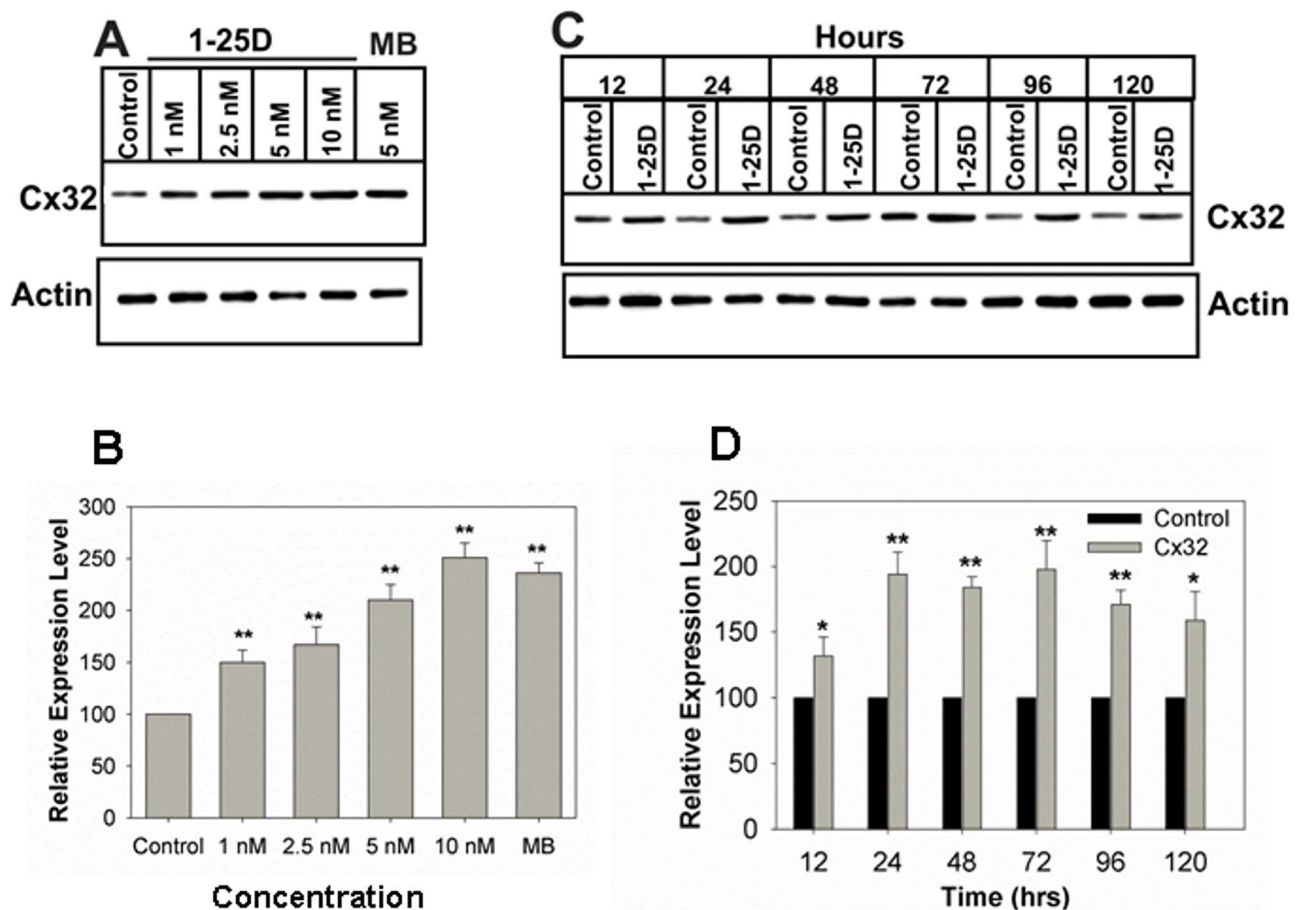 A
1-25D MB
Control 1 nM 2.5 nM 5 nM 10 nM 5 nM
Cx32
Actin
C
Hours
12 24 48 72 96 120
Control 1-25D Control 1-25D Control 1-25D Control 1-25D Control 1-25D Control 1-25D
Cx32
Actin
B
Relative Expression Level
300
250
200
150
100
50
0
** ** ** ** **
Control 1 nM 2.5 nM 5 nM 10 nM MB
Concentration
D
Relative Expression Level
250
200
150
100
50
0
Control
Cx32
* ** ** ** ** *
12 24 48 72 96 120
Time (hrs)